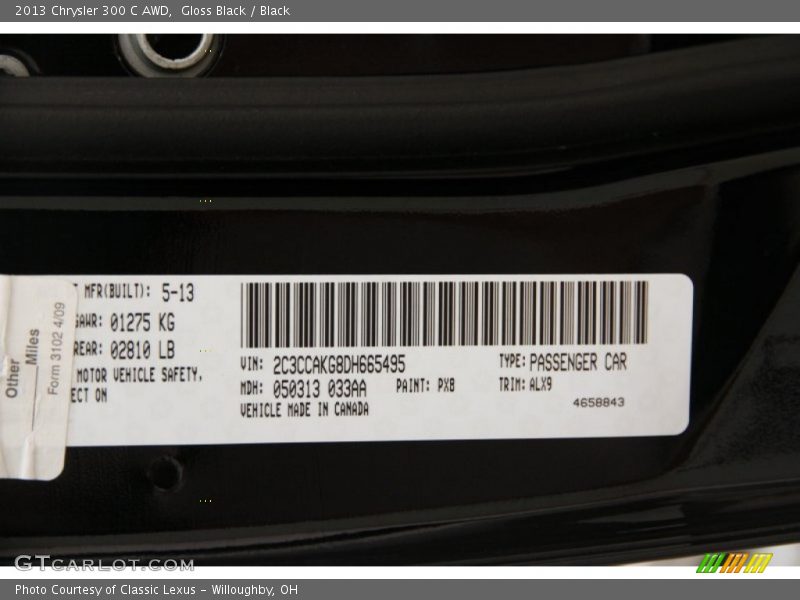 2013 Chrysler 300 C AWD, Gloss Black / Black
MFR(BUILT): 5-13
GAWR: 01275 KG
REAR: 02810 LB
MOTOR VEHICLE SAFETY,
ECT ON
Other
Miles
Form 3102 4/09
VIN: 2C3CCAKG8DH665495
TYPE: PASSENGER CAR
MDH: 050313 033AA PAINT: PX8
TRIM: ALX9
VEHICLE MADE IN CANADA
4658843
GTCARLOT.COM
Photo Courtesy of Classic Lexus – Willoughby, OH